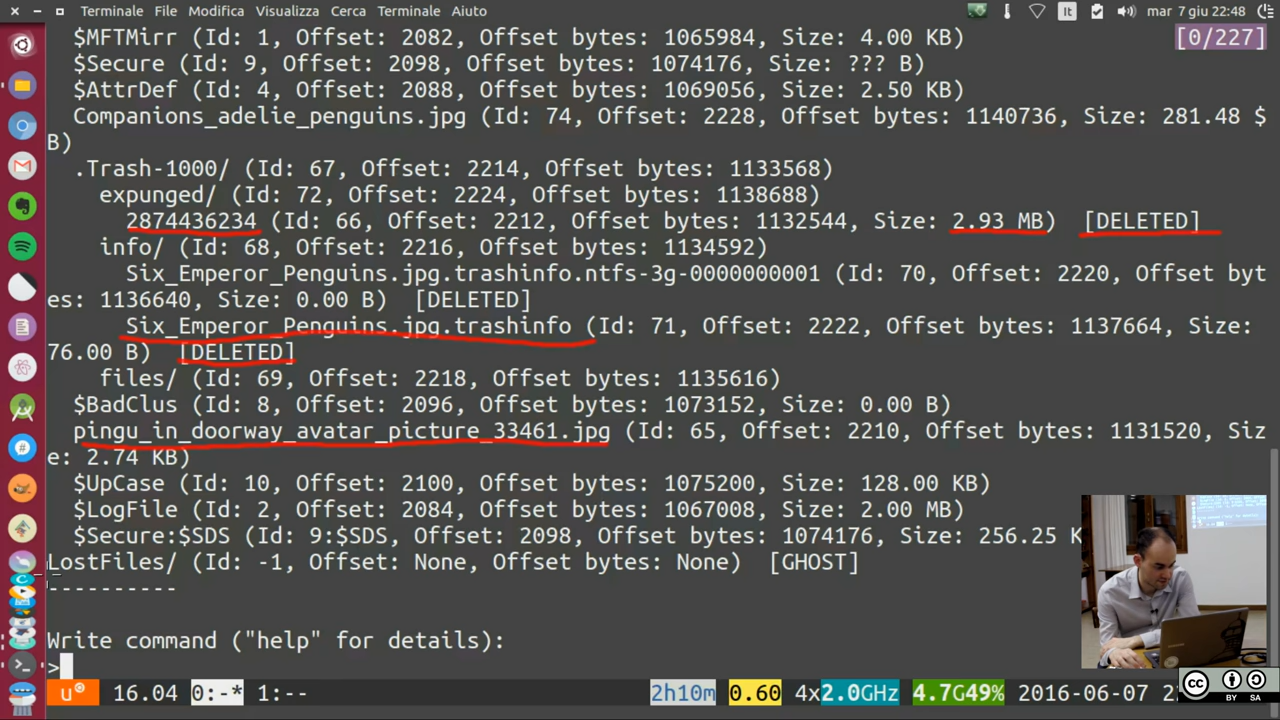 Terminale File Modifica Visualizza Cerca Terminale Aiuto
It
mar 7 giu 22:48
$MFTMirr (Id: 1, Offset: 2082, Offset bytes: 1065984, Size: 4.00 KB)
[0/227]
$Secure (Id: 9, Offset: 2098, Offset bytes: 1074176, Size: ??? B)
$AttrDef (Id: 4, Offset: 2088, Offset bytes: 1069056, Size: 2.50 KB)
Companions_adelie_penguins.jpg (Id: 74, Offset: 2228, Offset bytes: 1140736, Size: 281.48 $
B)
.Trash-1000/ (Id: 67, Offset: 2214, Offset bytes: 1133568)
expunged/ (Id: 72, Offset: 2224, Offset bytes: 1138688)
2874436234 (Id: 66, Offset: 2212, Offset bytes: 1132544, Size: 2.93 MB) [DELETED]
info/ (Id: 68, Offset: 2216, Offset bytes: 1134592)
Six_Emperor_Penguins.jpg.trashinfo.ntfs-3g-0000000001 (Id: 70, Offset: 2220, Offset byt
es: 1136640, Size: 0.00 B) [DELETED]
Six_Emperor_Penguins.jpg.trashinfo (Id: 71, Offset: 2222, Offset bytes: 1137664, Size:
76.00 B) [DELETED]
files/ (Id: 69, Offset: 2218, Offset bytes: 1135616)
$BadClus (Id: 8, Offset: 2096, Offset bytes: 1073152, Size: 0.00 B)
pingu_in_doorway_avatar_picture_33461.jpg (Id: 65, Offset: 2210, Offset bytes: 1131520, Siz
e: 2.74 KB)
$UpCase (Id: 10, Offset: 2100, Offset bytes: 1075200, Size: 128.00 KB)
$LogFile (Id: 2, Offset: 2084, Offset bytes: 1067008, Size: 2.00 MB)
$Secure:$SDS (Id: 9:$SDS, Offset: 2098, Offset bytes: 1074176, Size: 256.25 K
LostFiles/ (Id: -1, Offset: None, Offset bytes: None) [GHOST]
----------
Write command ("help" for details):
>
u 16.04 0:-* 1:-- 2h10m 0.60 4x2.0GHz 4.7G49% 2016-06-07 2
cc BY SA